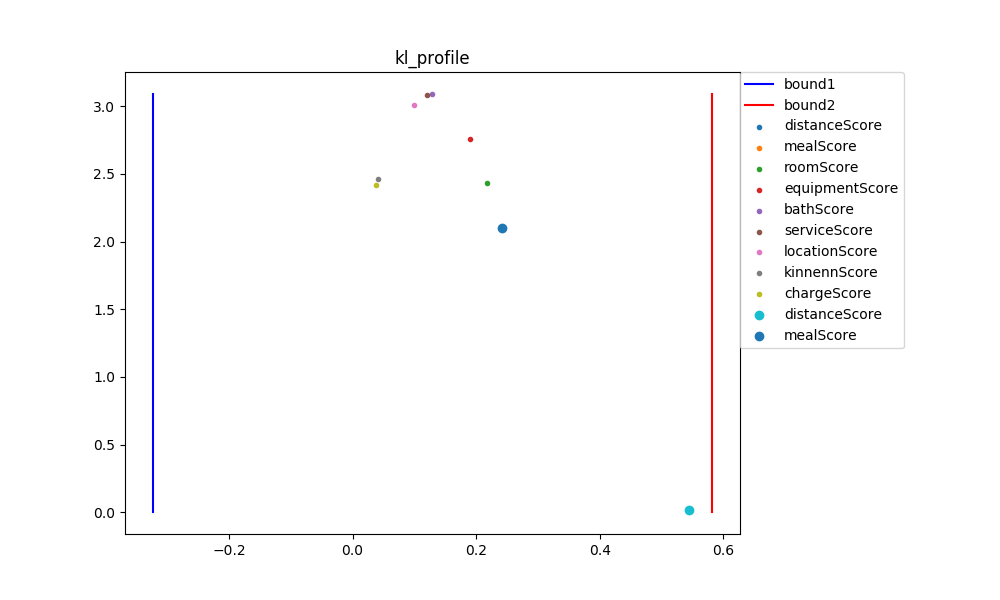 kl_profile
3.0
2.5
2.0
1.5
1.0
0.5
0.0
−0.2
0.0
0.2
0.4
0.6
bound1
bound2
distanceScore
mealScore
roomScore
equipmentScore
bathScore
serviceScore
locationScore
kinnennScore
chargeScore
distanceScore
mealScore